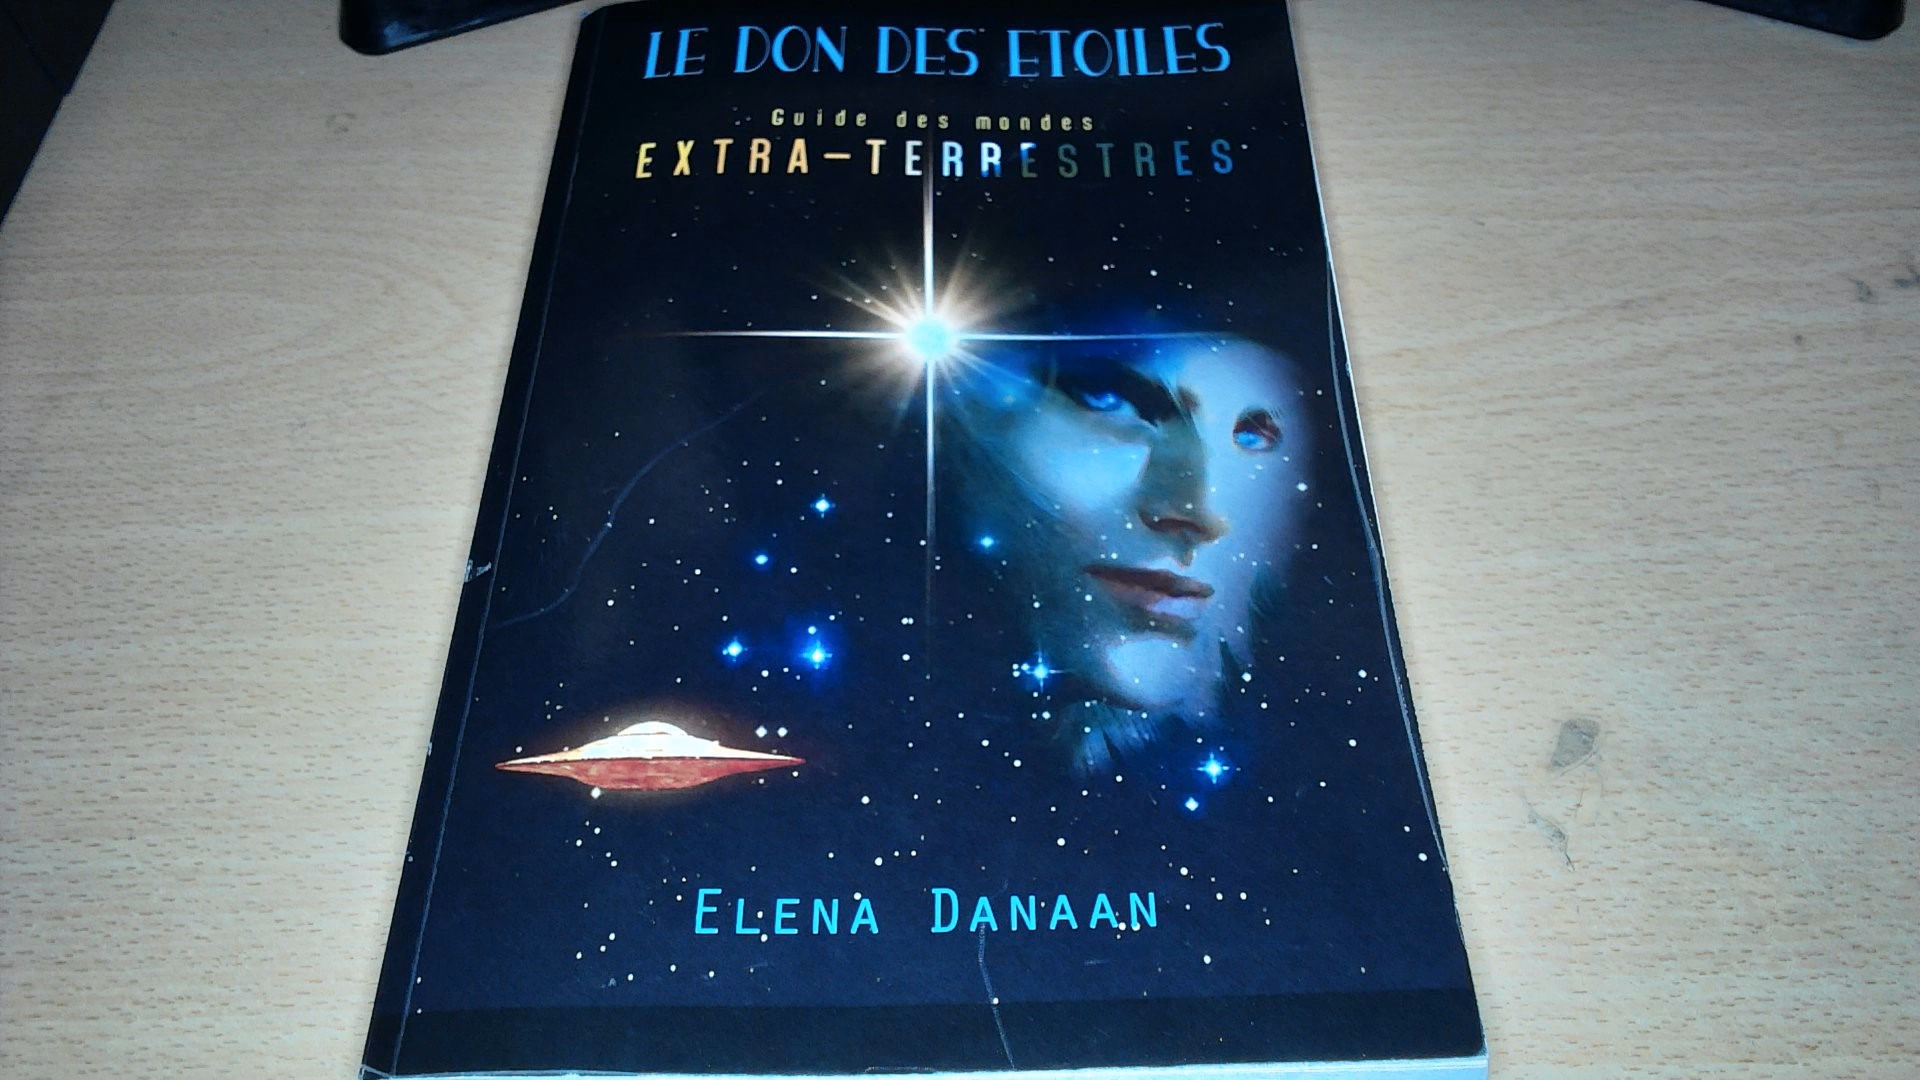 LE DON DES ETOILES
Guide des mondes
EXTRA-TERRESTRES
ELENA DANAAN